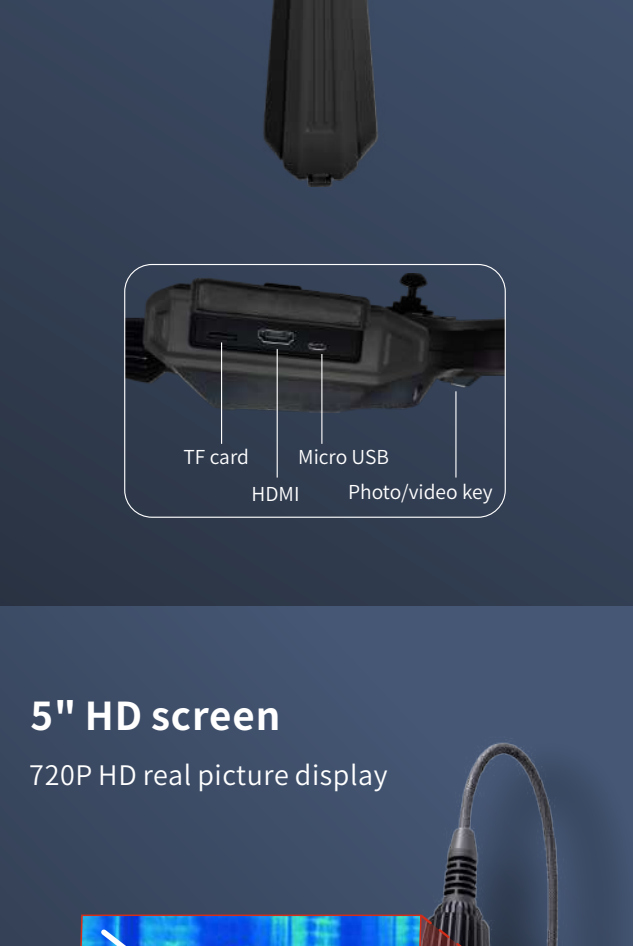 TF card
Micro USB
HDMI
Photo/video key
5" HD screen
720P HD real picture display